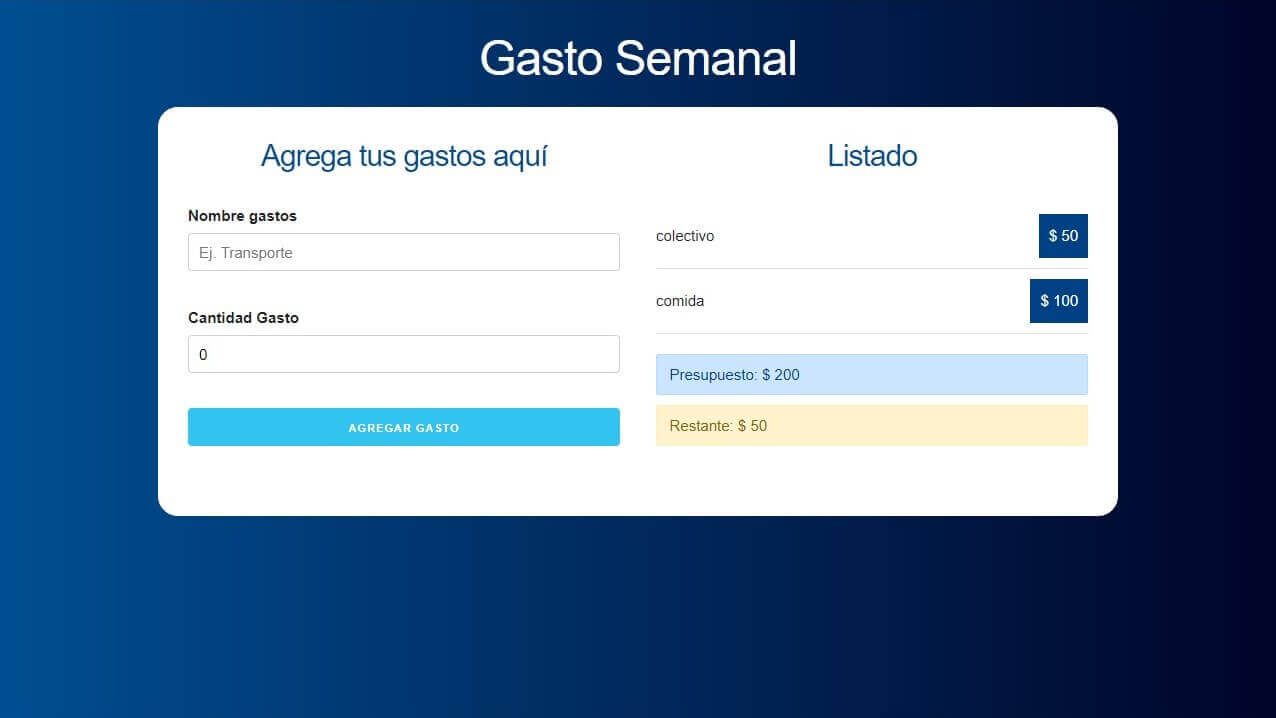 Gasto Semanal
Agrega tus gastos aquí
Nombre gastos
Ej. Transporte
Cantidad Gasto
0
AGREGAR GASTO
Listado
colectivo
$ 50
comida
$ 100
Presupuesto: $ 200
Restante: $ 50